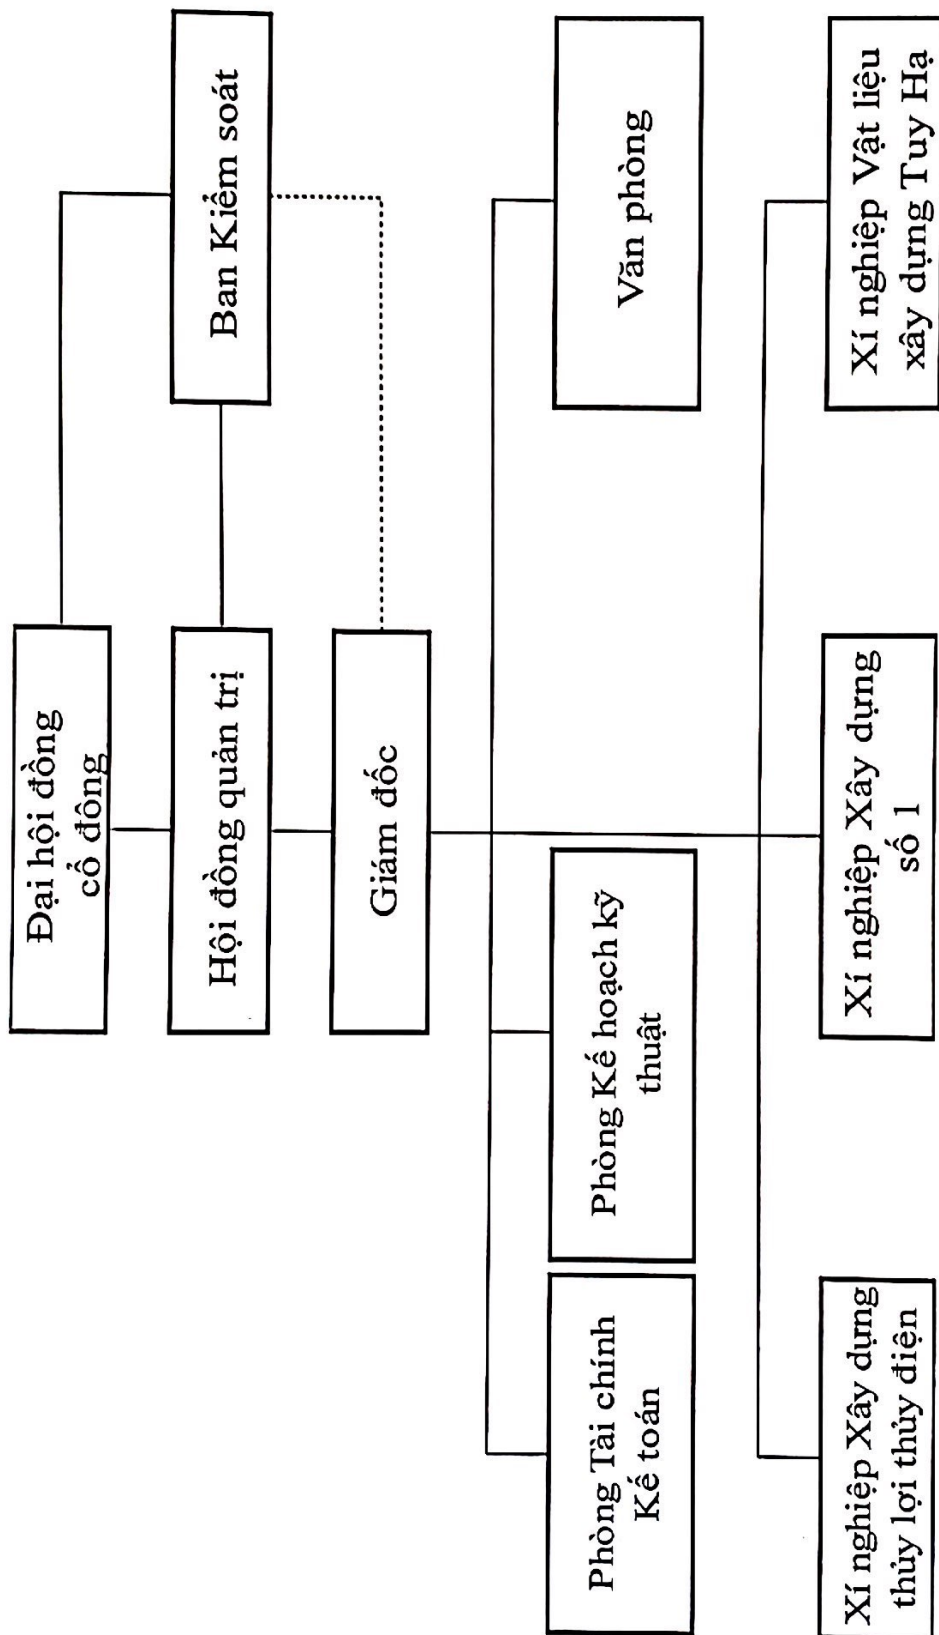 Đại hội đồng
cổ đông
Hội đồng quản trị
Ban Kiểm soát
Giám đốc
Phòng Tài chính
Kế toán
Phòng Kế hoạch kỹ
thuật
Văn phòng
Xí nghiệp Xây dựng
thủy lợi thủy điện
Xí nghiệp Xây dựng
số 1
Xí nghiệp Vật liệu
xây dựng Tuy Hạ